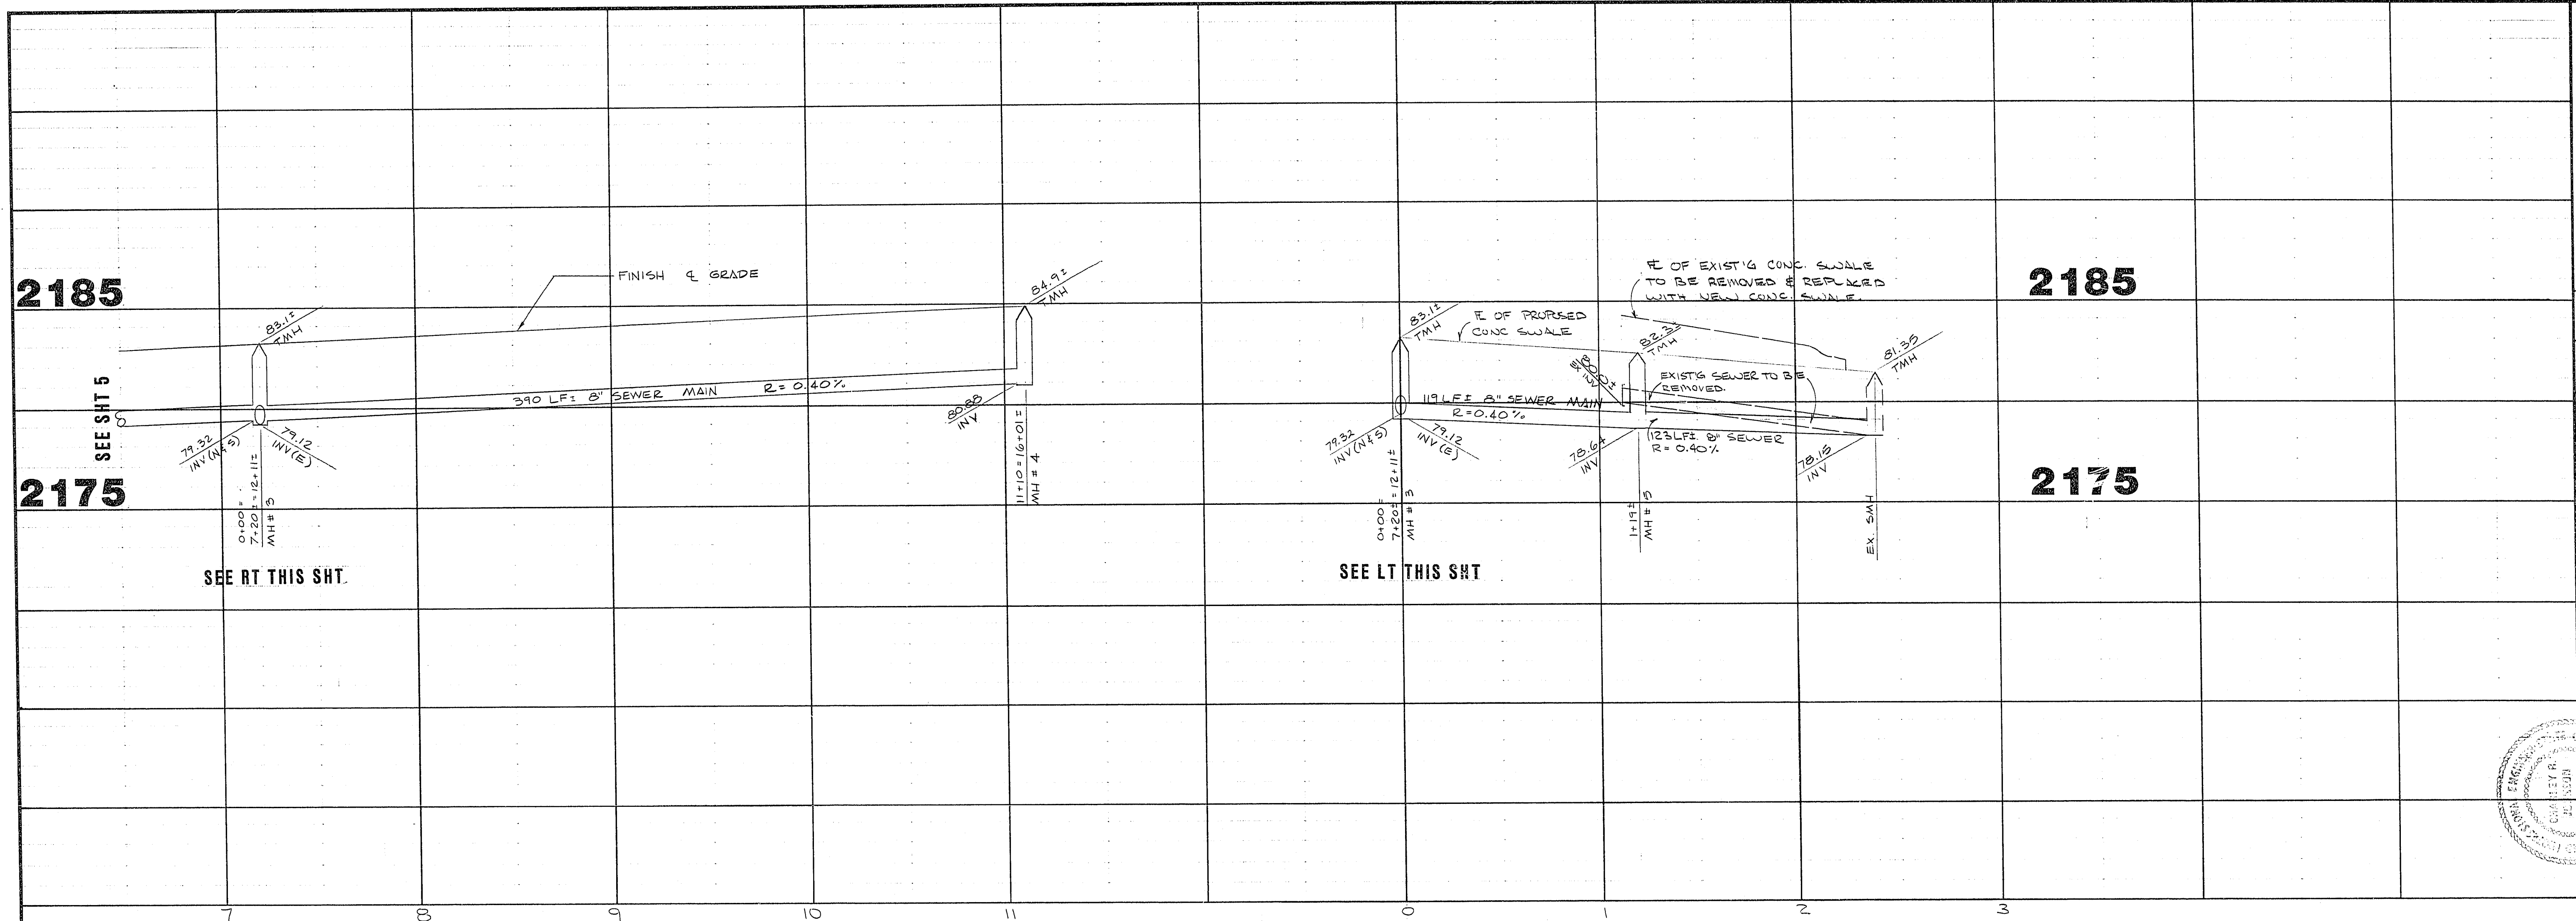 2185
SEE SHT 5
2175
FINISH ℄ GRADE
83.1±
TMH
84.9±
TMH
390 LF± 8" SEWER MAIN R=0.40%
79.32
INV (N&S)
79.12
INV (E)
80.88
INV
0+00 =
7+20± = 12+11±
MH # 3
11+10 = 16+01±
MH # 4
SEE RT THIS SHT.
83.1±
TMH
℄ OF PROPOSED
CONC SWALE
℄ OF EXIST'G CONC. SWALE
TO BE REMOVED & REPLACED
WITH NEW CONC. SWALE.
82.3±
TMH
81.35
TMH
80.0±
INV
EXIST'G SEWER TO BE
REMOVED.
119 LF± 8" SEWER MAIN
R=0.40%
123 LF±. 8" SEWER
R= 0.40%
79.32
INV (N&S)
79.12
INV (E)
78.64
INV
78.15
INV
0+00 =
7+20± = 12+11±
MH # 3
1+19±
MH # 5
EX. SMH
SEE LT THIS SHT
2185
2175
7 8 9 10 11 0 1 2 3